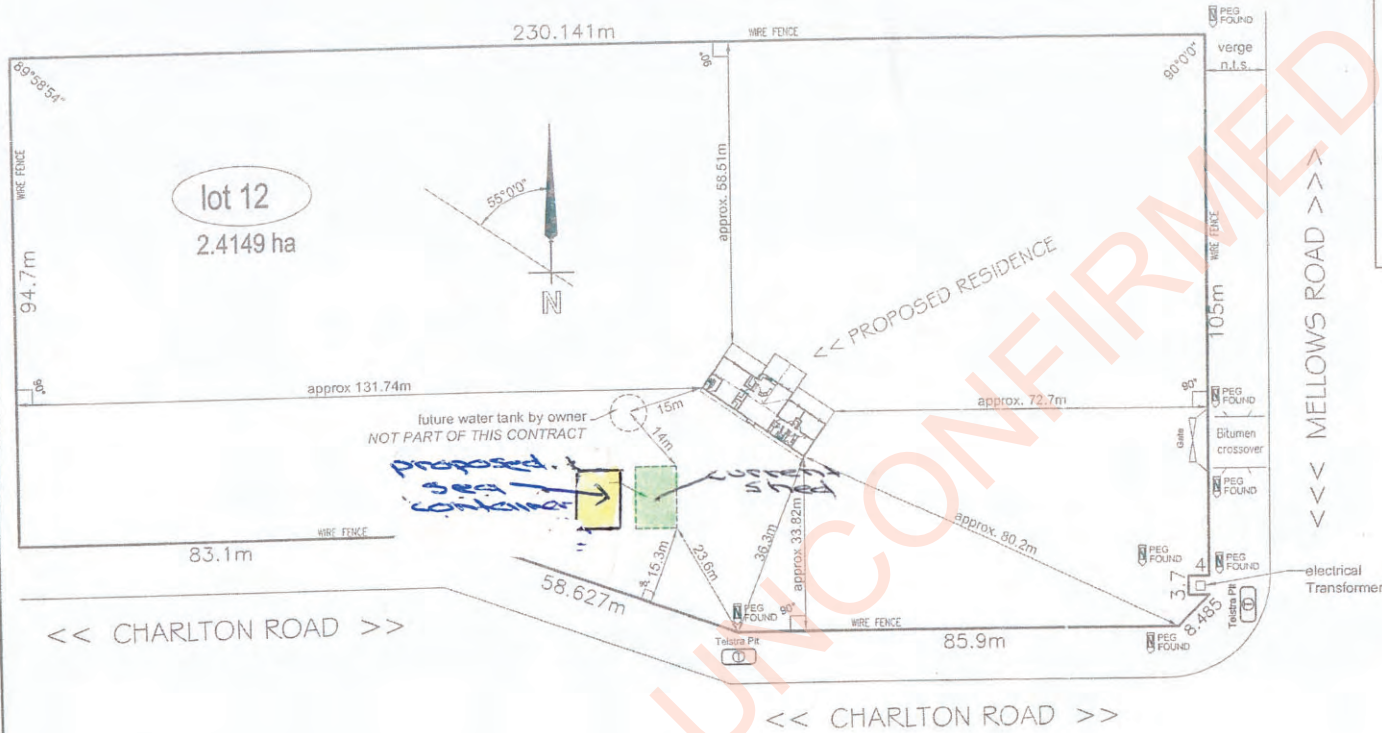 230.141m
WIRE FENCE
PEG
FOUND
verge
n.t.s.
89°58'54"
90°
90°0'0"
WIRE FENCE
lot 12
2.4149 ha
55°0'0"
N
approx. 58.51m
<< PROPOSED RESIDENCE
WIRE FENCE
105m
<<< MELLOWS ROAD >>>
94.7m
90°
approx 131.74m
future water tank by owner
NOT PART OF THIS CONTRACT
15m
14m
approx. 72.7m
90°
PEG
FOUND
Gate
Bitumen
crossover
PEG
FOUND
proposed
sea
container
current
shed
WIRE FENCE
83.1m
58.627m
15.3m
23.6m
36.3m
approx 33.82m
approx. 80.2m
PEG
FOUND
4
PEG
FOUND
3.7
electrical
Transformer
8.485
Telstra Pit
T
PEG
FOUND
90°
WIRE FENCE
85.9m
PEG
FOUND
Telstra Pit
T
<< CHARLTON ROAD >>
<< CHARLTON ROAD >>
UNCONFIRMED